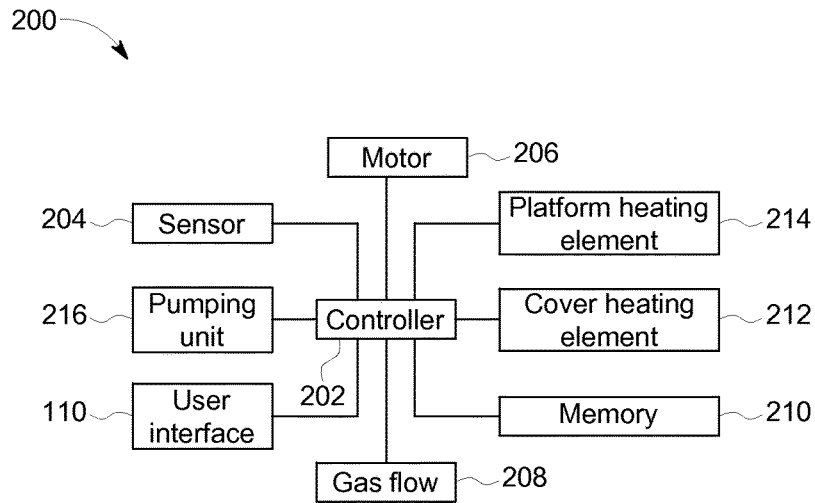 200
Motor
206
204
Sensor
Platform heating
element
214
216
Pumping
unit
Controller
202
Cover heating
element
212
110
User
interface
Memory
210
Gas flow
208